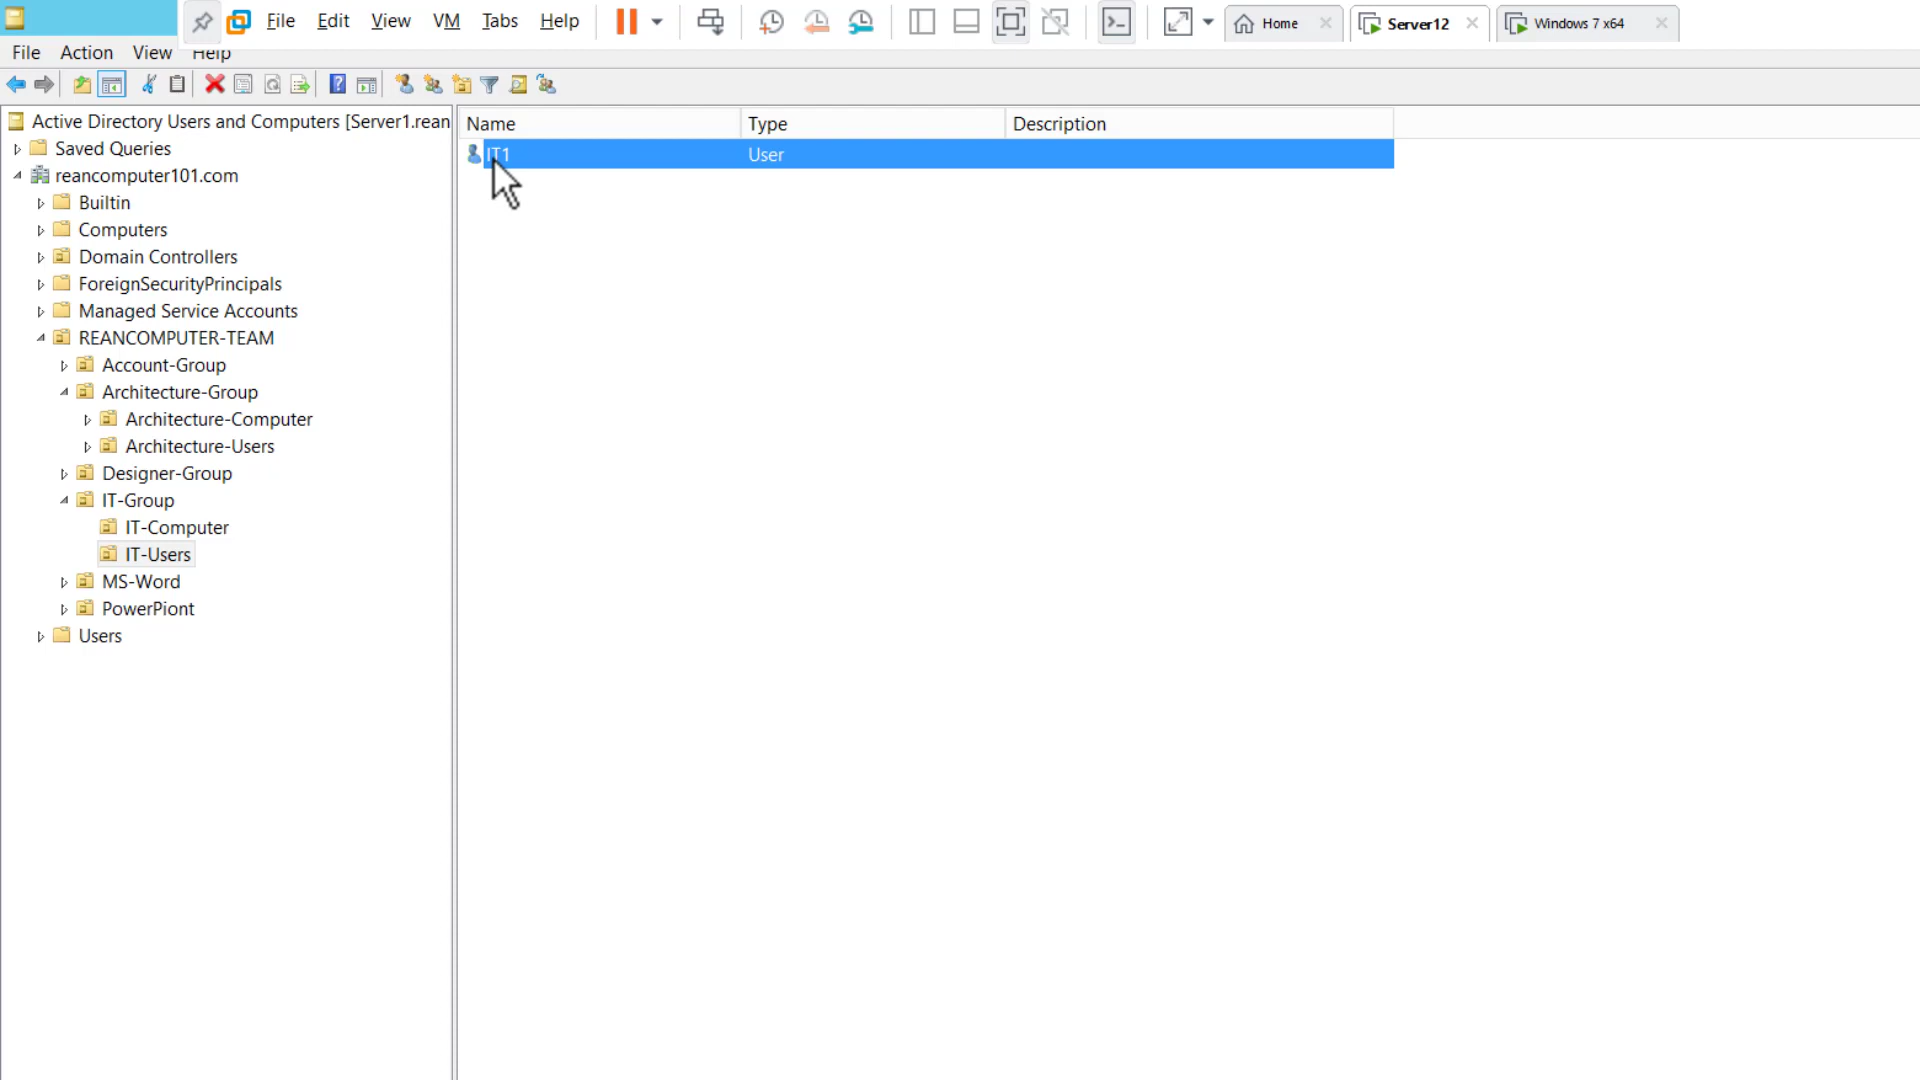 File Edit View VM Tabs Help Home Server12 Windows 7 x64
File Action View Help
Active Directory Users and Computers [Server1.rean
Name Type Description
Saved Queries
IT1 User
reancomputer101.com
Builtin
Computers
Domain Controllers
ForeignSecurityPrincipals
Managed Service Accounts
REANCOMPUTER-TEAM
Account-Group
Architecture-Group
Architecture-Computer
Architecture-Users
Designer-Group
IT-Group
IT-Computer
IT-Users
MS-Word
PowerPiont
Users